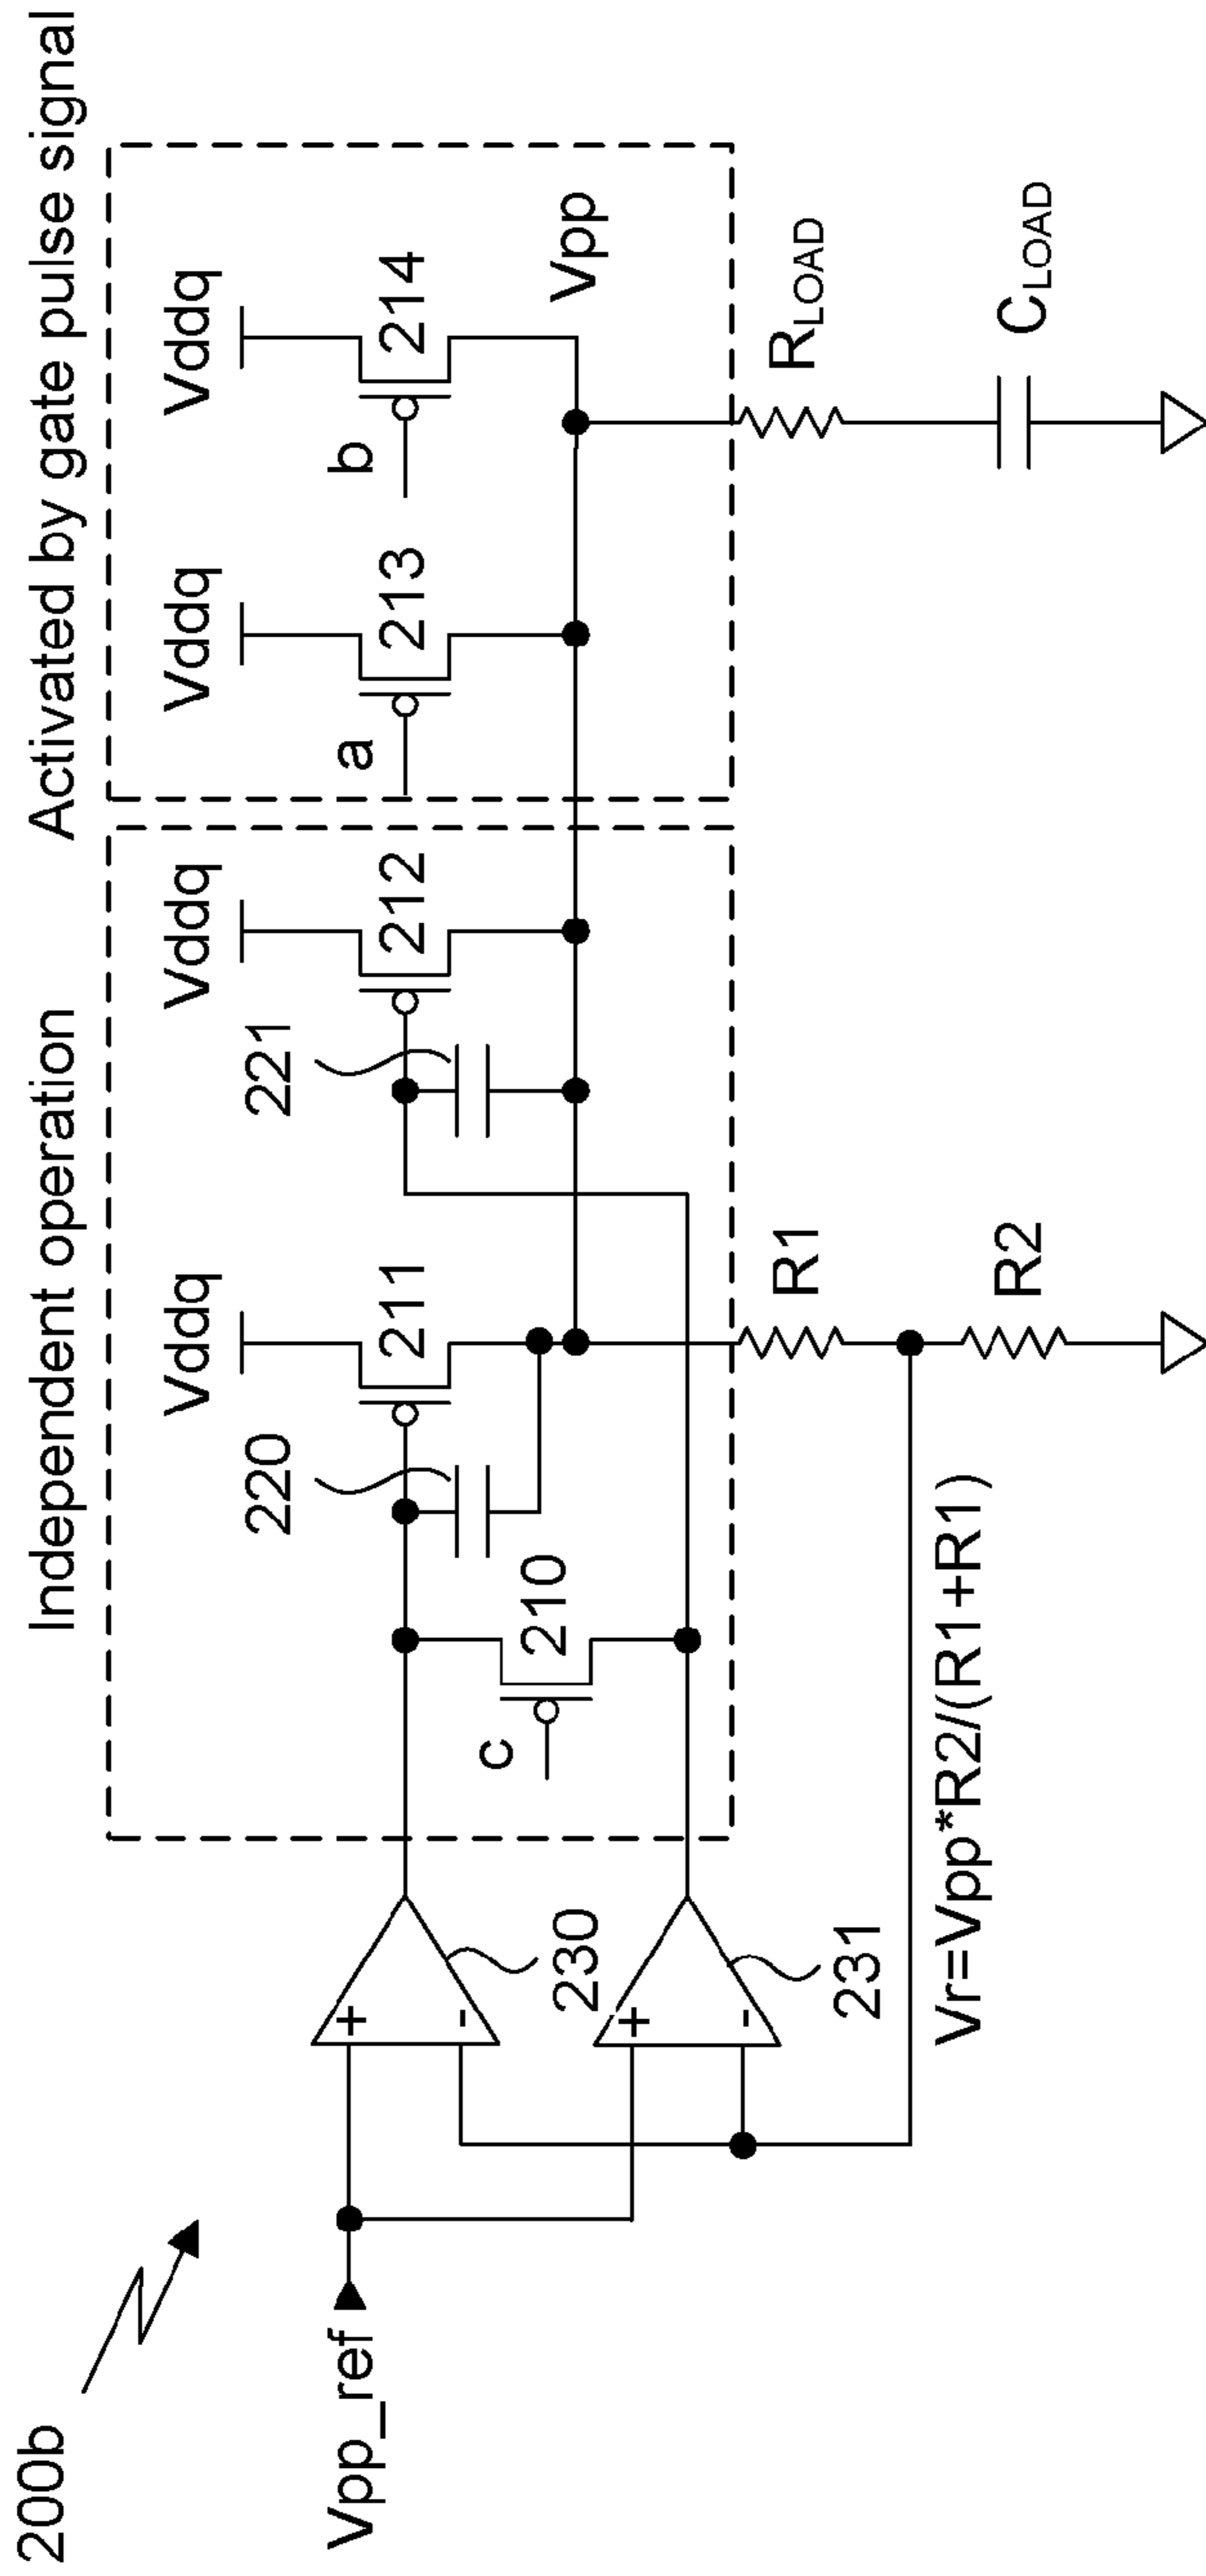 200b
Independent operation
Activated by gate pulse signal
Vddq
Vddq
Vddq
Vddq
220
211
221
212
a
213
b
214
Vpp_ref
+
-
230
c
210
Vpp
+
-
231
R1
R2
RLOAD
CLOAD
Vr=Vpp*R2/(R1+R1)